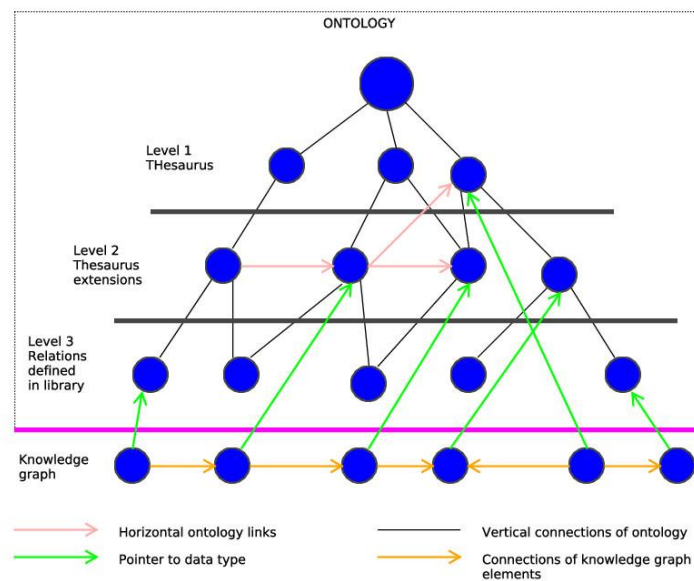 ONTOLOGY
Level 1
THesaurus
Level 2
Thesaurus
extensions
Level 3
Relations
defined
in library
Knowledge
graph
Horizontal ontology links
Vertical connections of ontology
Pointer to data type
Connections of knowledge graph
elements